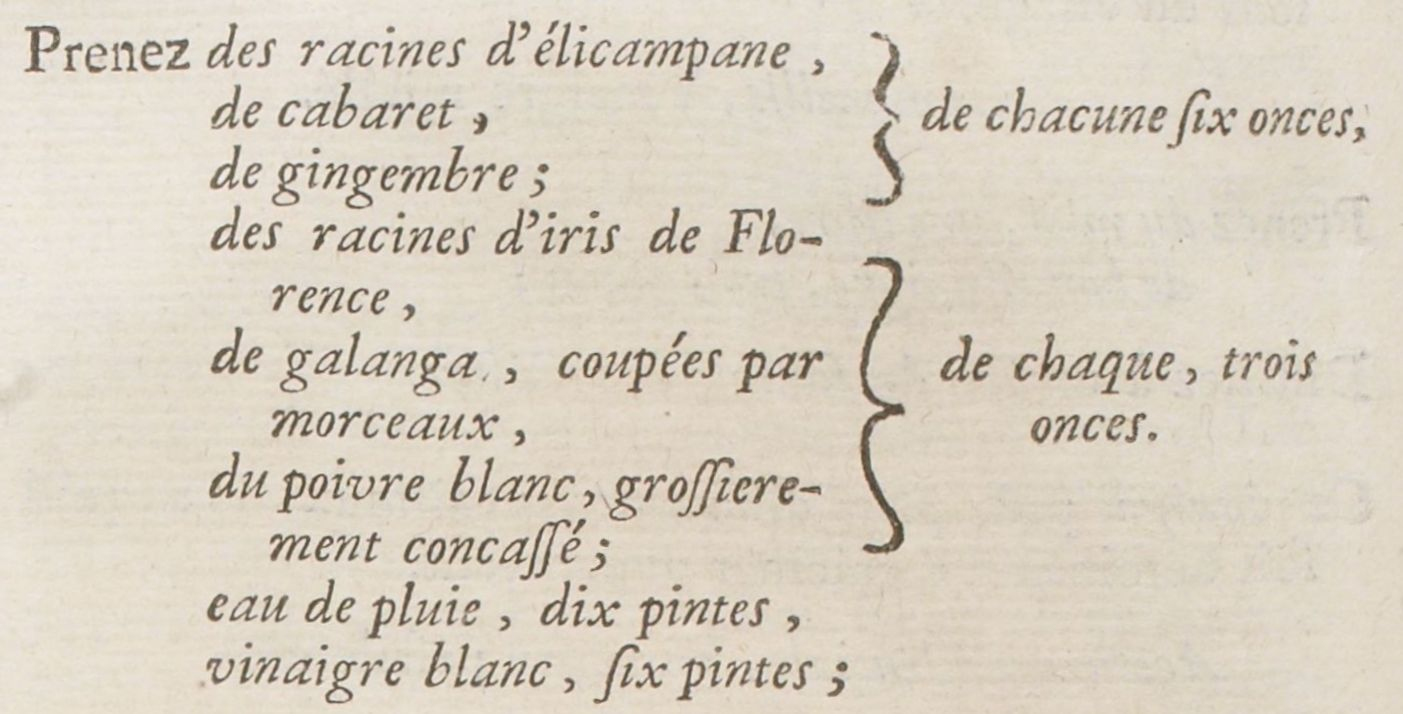 Prenez des racines d'élicampane ,
de cabaret ,
de gingembre ;
de chacune ſix onces,
des racines d'iris de Flo-
rence ,
de galanga , coupées par
morceaux ,
du poivre blanc , groſſiere-
ment concaſſé ;
de chaque , trois
onces.
eau de pluie , dix pintes ,
vinaigre blanc , ſix pintes ;